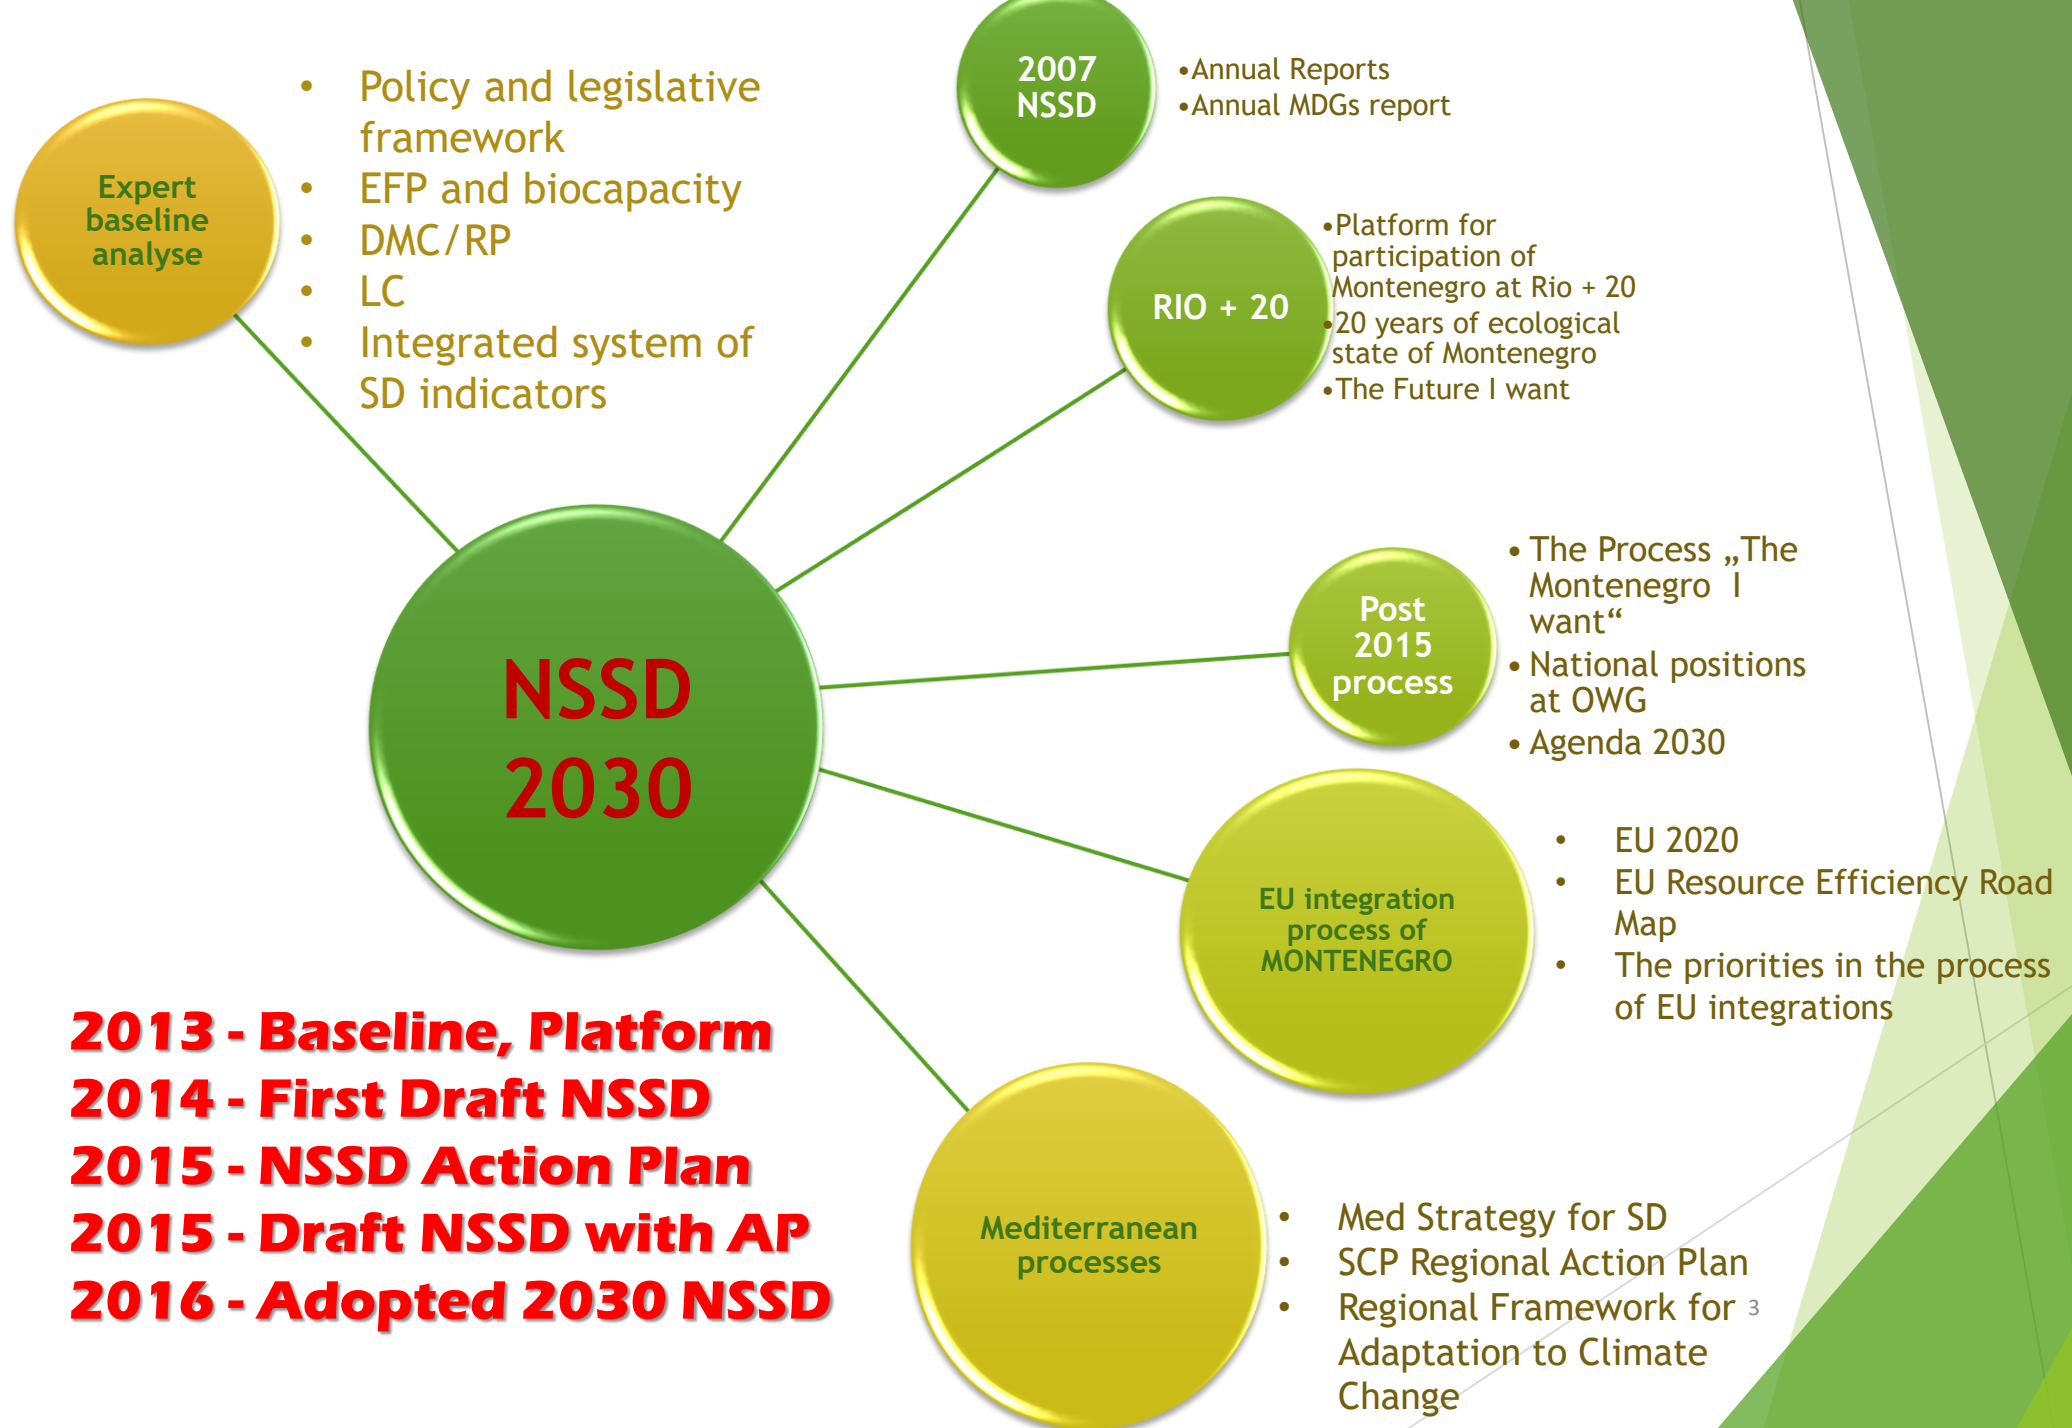 Expert
baseline
analyse
• Policy and legislative
framework
• EFP and biocapacity
• DMC/RP
• LC
• Integrated system of
SD indicators
2007
NSSD
•Annual Reports
•Annual MDGs report
RIO + 20
•Platform for
participation of
Montenegro at Rio + 20
•20 years of ecological
state of Montenegro
•The Future I want
NSSD
2030
Post
2015
process
• The Process „The
Montenegro I
want“
• National positions
at OWG
• Agenda 2030
EU integration
process of
MONTENEGRO
• EU 2020
• EU Resource Efficiency Road
Map
• The priorities in the process
of EU integrations
2013 - Baseline, Platform
2014 - First Draft NSSD
2015 - NSSD Action Plan
2015 - Draft NSSD with AP
2016 - Adopted 2030 NSSD
Mediterranean
processes
• Med Strategy for SD
• SCP Regional Action Plan
• Regional Framework for
Adaptation to Climate
Change
3